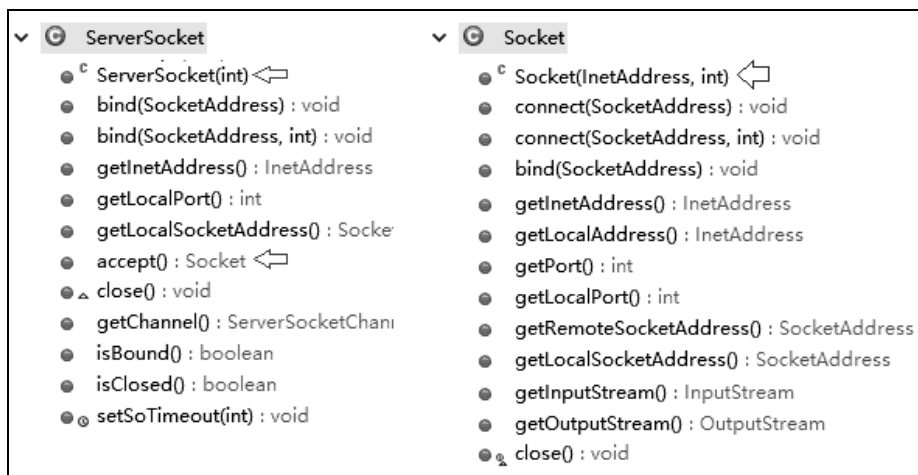 ServerSocket
ServerSocket(int)
bind(SocketAddress) : void
bind(SocketAddress, int) : void
getInetAddress() : InetAddress
getLocalPort() : int
getLocalSocketAddress() : Socke
accept() : Socket
close() : void
getChannel() : ServerSocketChan
isBound() : boolean
isClosed() : boolean
setSoTimeout(int) : void
Socket
Socket(InetAddress, int)
connect(SocketAddress) : void
connect(SocketAddress, int) : void
bind(SocketAddress) : void
getInetAddress() : InetAddress
getLocalAddress() : InetAddress
getPort() : int
getLocalPort() : int
getRemoteSocketAddress() : SocketAddress
getLocalSocketAddress() : SocketAddress
getInputStream() : InputStream
getOutputStream() : OutputStream
close() : void